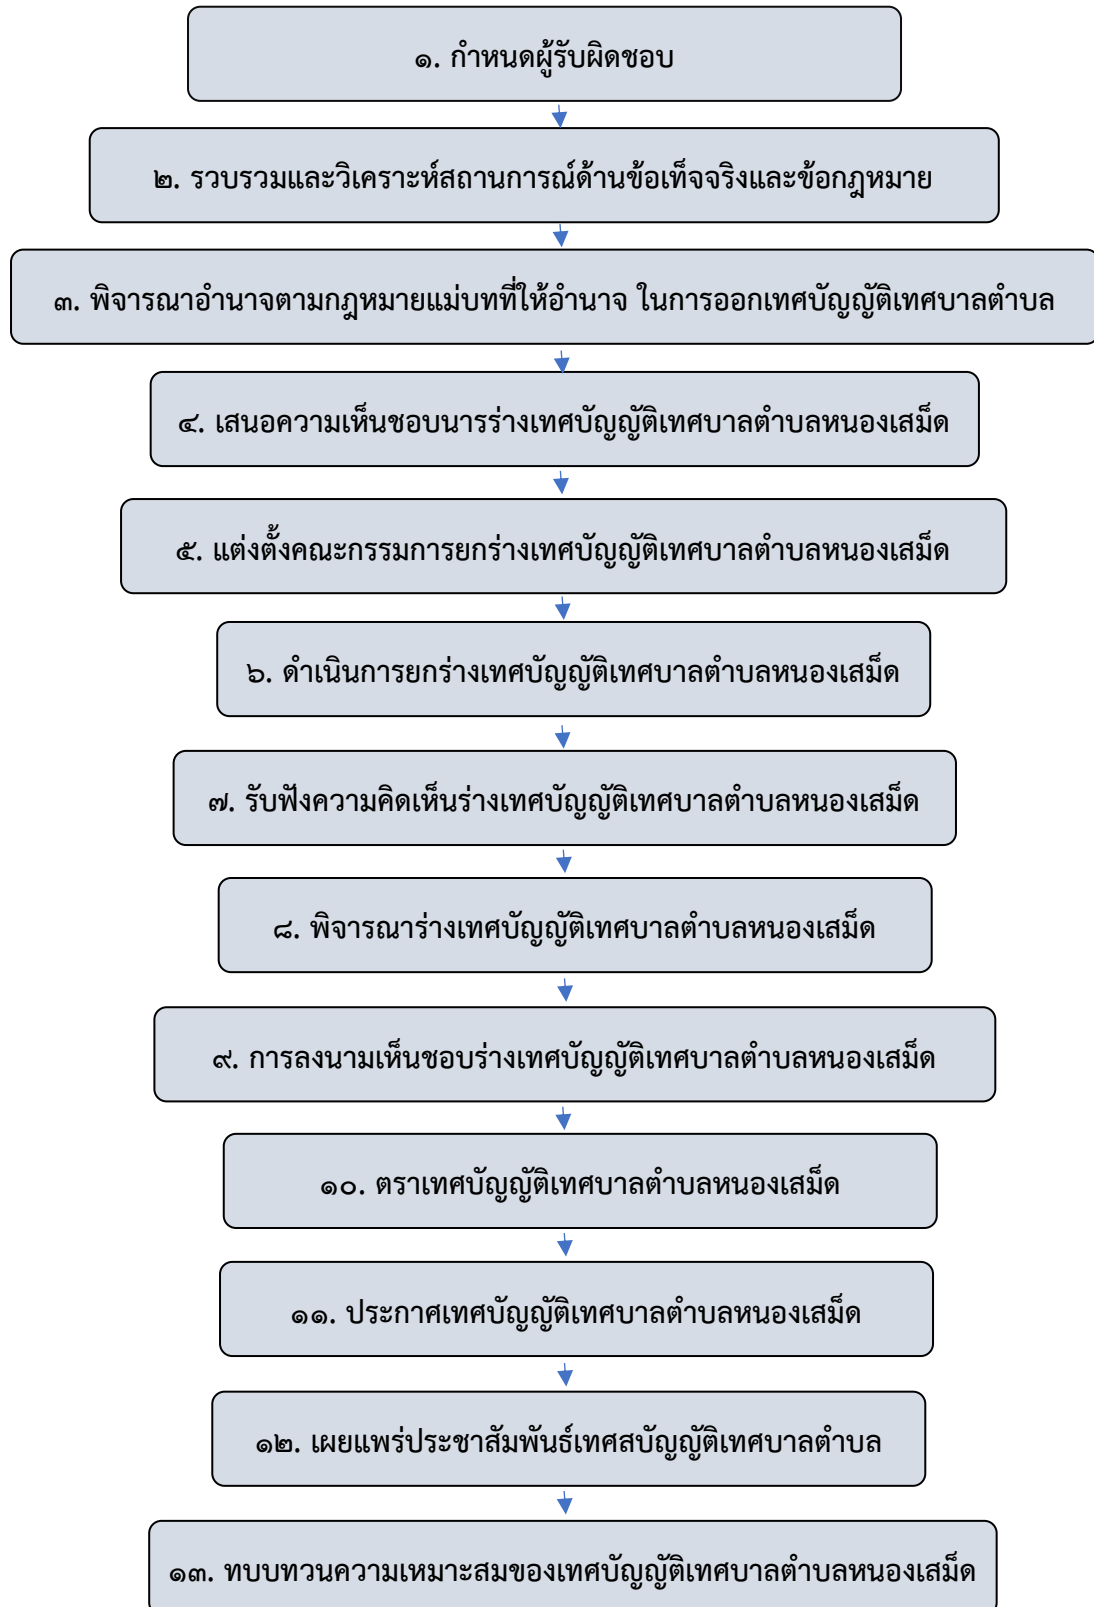 ๑. กำหนดผู้รับผิดชอบ
๒. รวบรวมและวิเคราะห์สถานการณ์ด้านข้อเท็จจริงและข้อกฎหมาย
๓. พิจารณาอำนาจตามกฎหมายแม่บทที่ให้อำนาจ ในการออกเทศบัญญัติเทศบาลตำบล
๔. เสนอความเห็นชอบนารร่างเทศบัญญัติเทศบาลตำบลหนองเสม็ด
๕. แต่งตั้งคณะกรรมการยกร่างเทศบัญญัติเทศบาลตำบลหนองเสม็ด
๖. ดำเนินการยกร่างเทศบัญญัติเทศบาลตำบลหนองเสม็ด
๗. รับฟังความคิดเห็นร่างเทศบัญญัติเทศบาลตำบลหนองเสม็ด
๘. พิจารณาร่างเทศบัญญัติเทศบาลตำบลหนองเสม็ด
๙. การลงนามเห็นชอบร่างเทศบัญญัติเทศบาลตำบลหนองเสม็ด
๑๐. ตราเทศบัญญัติเทศบาลตำบลหนองเสม็ด
๑๑. ประกาศเทศบัญญัติเทศบาลตำบลหนองเสม็ด
๑๒. เผยแพร่ประชาสัมพันธ์เทศสบัญญัติเทศบาลตำบล
๑๓. ทบบทวนความเหมาะสมของเทศบัญญัติเทศบาลตำบลหนองเสม็ด